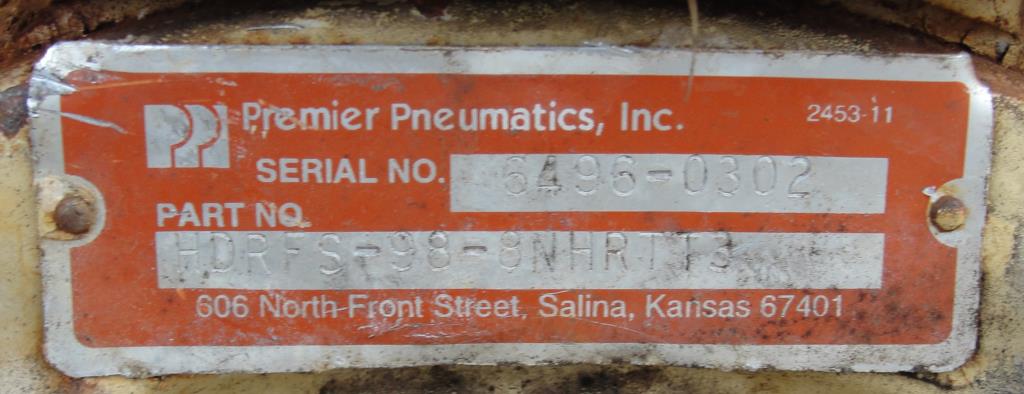 Premier Pneumatics, Inc. 2453-11
SERIAL NO. 6496-0302
PART NO.
HDRFS-98-8NHRTT3
606 North Front Street, Salina, Kansas 67401